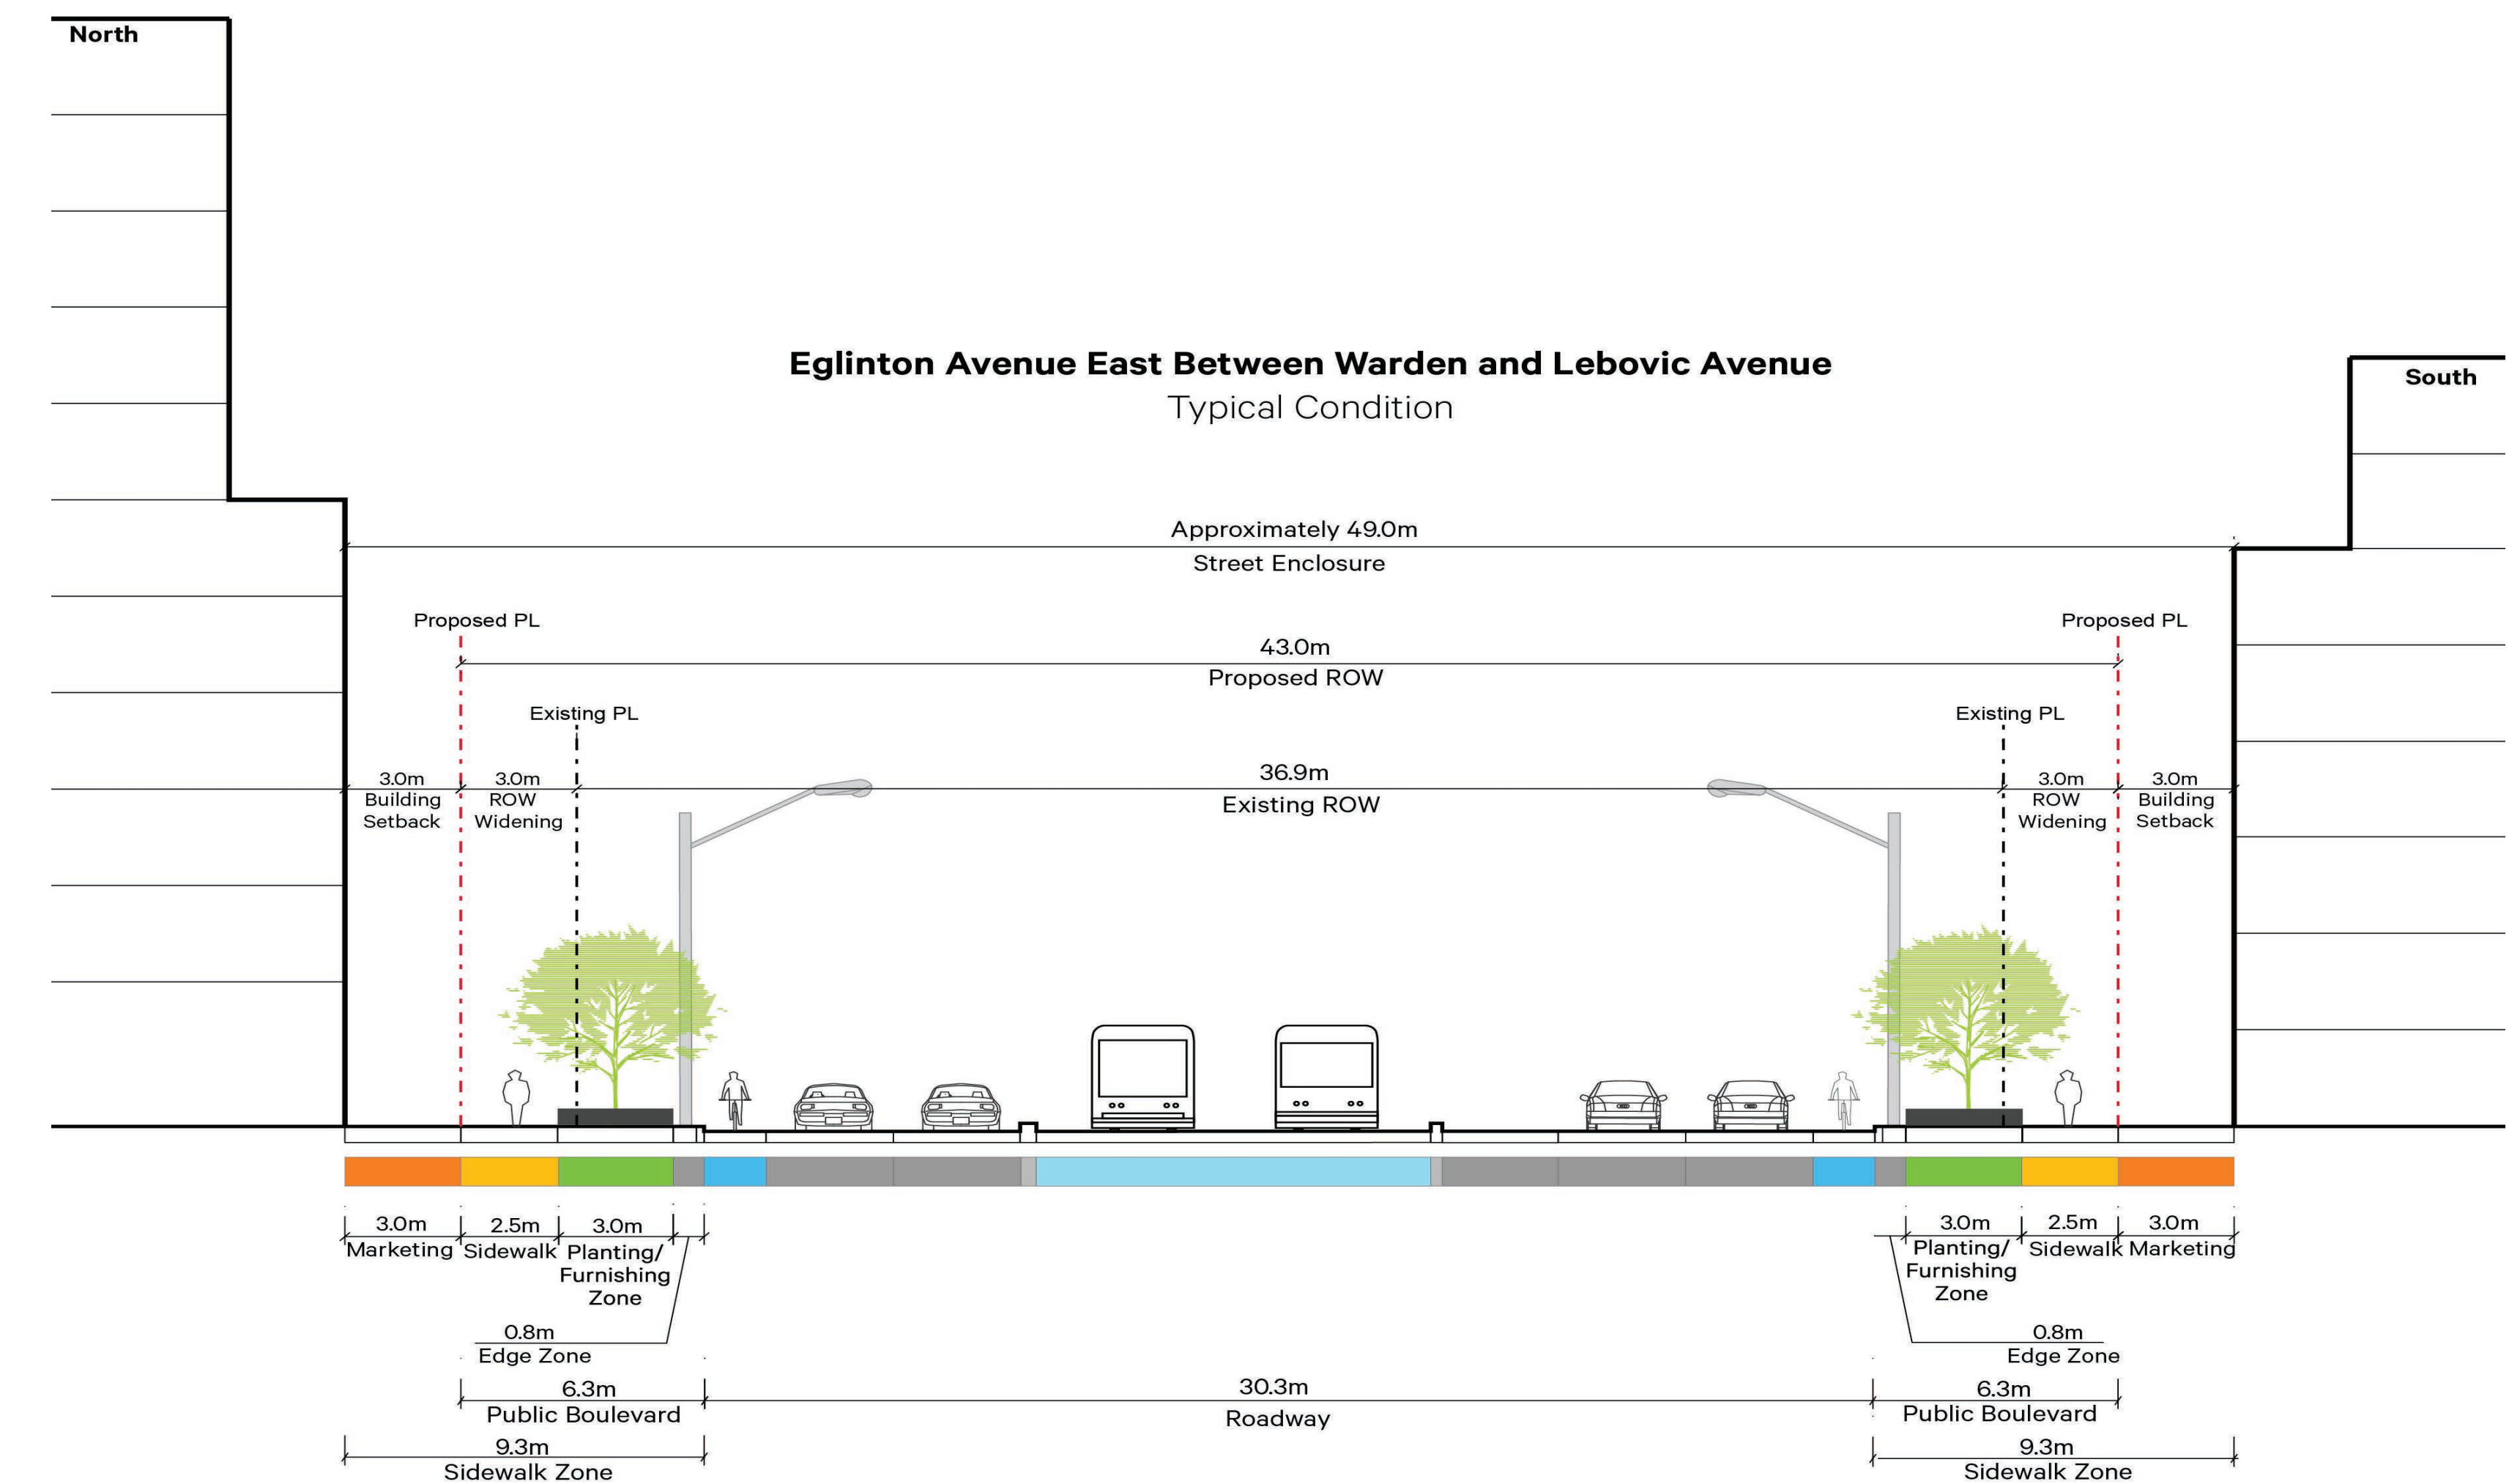 North
Eglinton Avenue East Between Warden and Lebovic Avenue
Typical Condition
South
Approximately 49.0m
Street Enclosure
Proposed PL
Proposed PL
43.0m
Proposed ROW
Existing PL
Existing PL
3.0m
Building
Setback
3.0m
ROW
Widening
36.9m
Existing ROW
3.0m
ROW
Widening
3.0m
Building
Setback
3.0m
Marketing
2.5m
Sidewalk
3.0m
Planting/
Furnishing
Zone
3.0m
Planting/
Furnishing
Zone
2.5m
Sidewalk
3.0m
Marketing
0.8m
Edge Zone
0.8m
Edge Zone
6.3m
Public Boulevard
30.3m
Roadway
6.3m
Public Boulevard
9.3m
Sidewalk Zone
9.3m
Sidewalk Zone